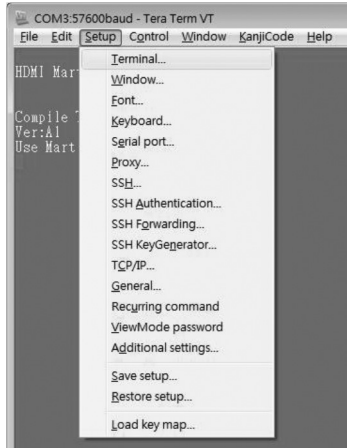 COM3:57600baud - Tera Term VT
File Edit Setup Control Window KanjiCode Help
HDMI Mar
Compile
Ver:A1
Use Mart
Terminal...
Window...
Font...
Keyboard...
Serial port...
Proxy...
SSH...
SSH Authentication...
SSH Forwarding...
SSH KeyGenerator...
TCP/IP...
General...
Recurring command
ViewMode password
Additional settings...
Save setup...
Restore setup...
Load key map...